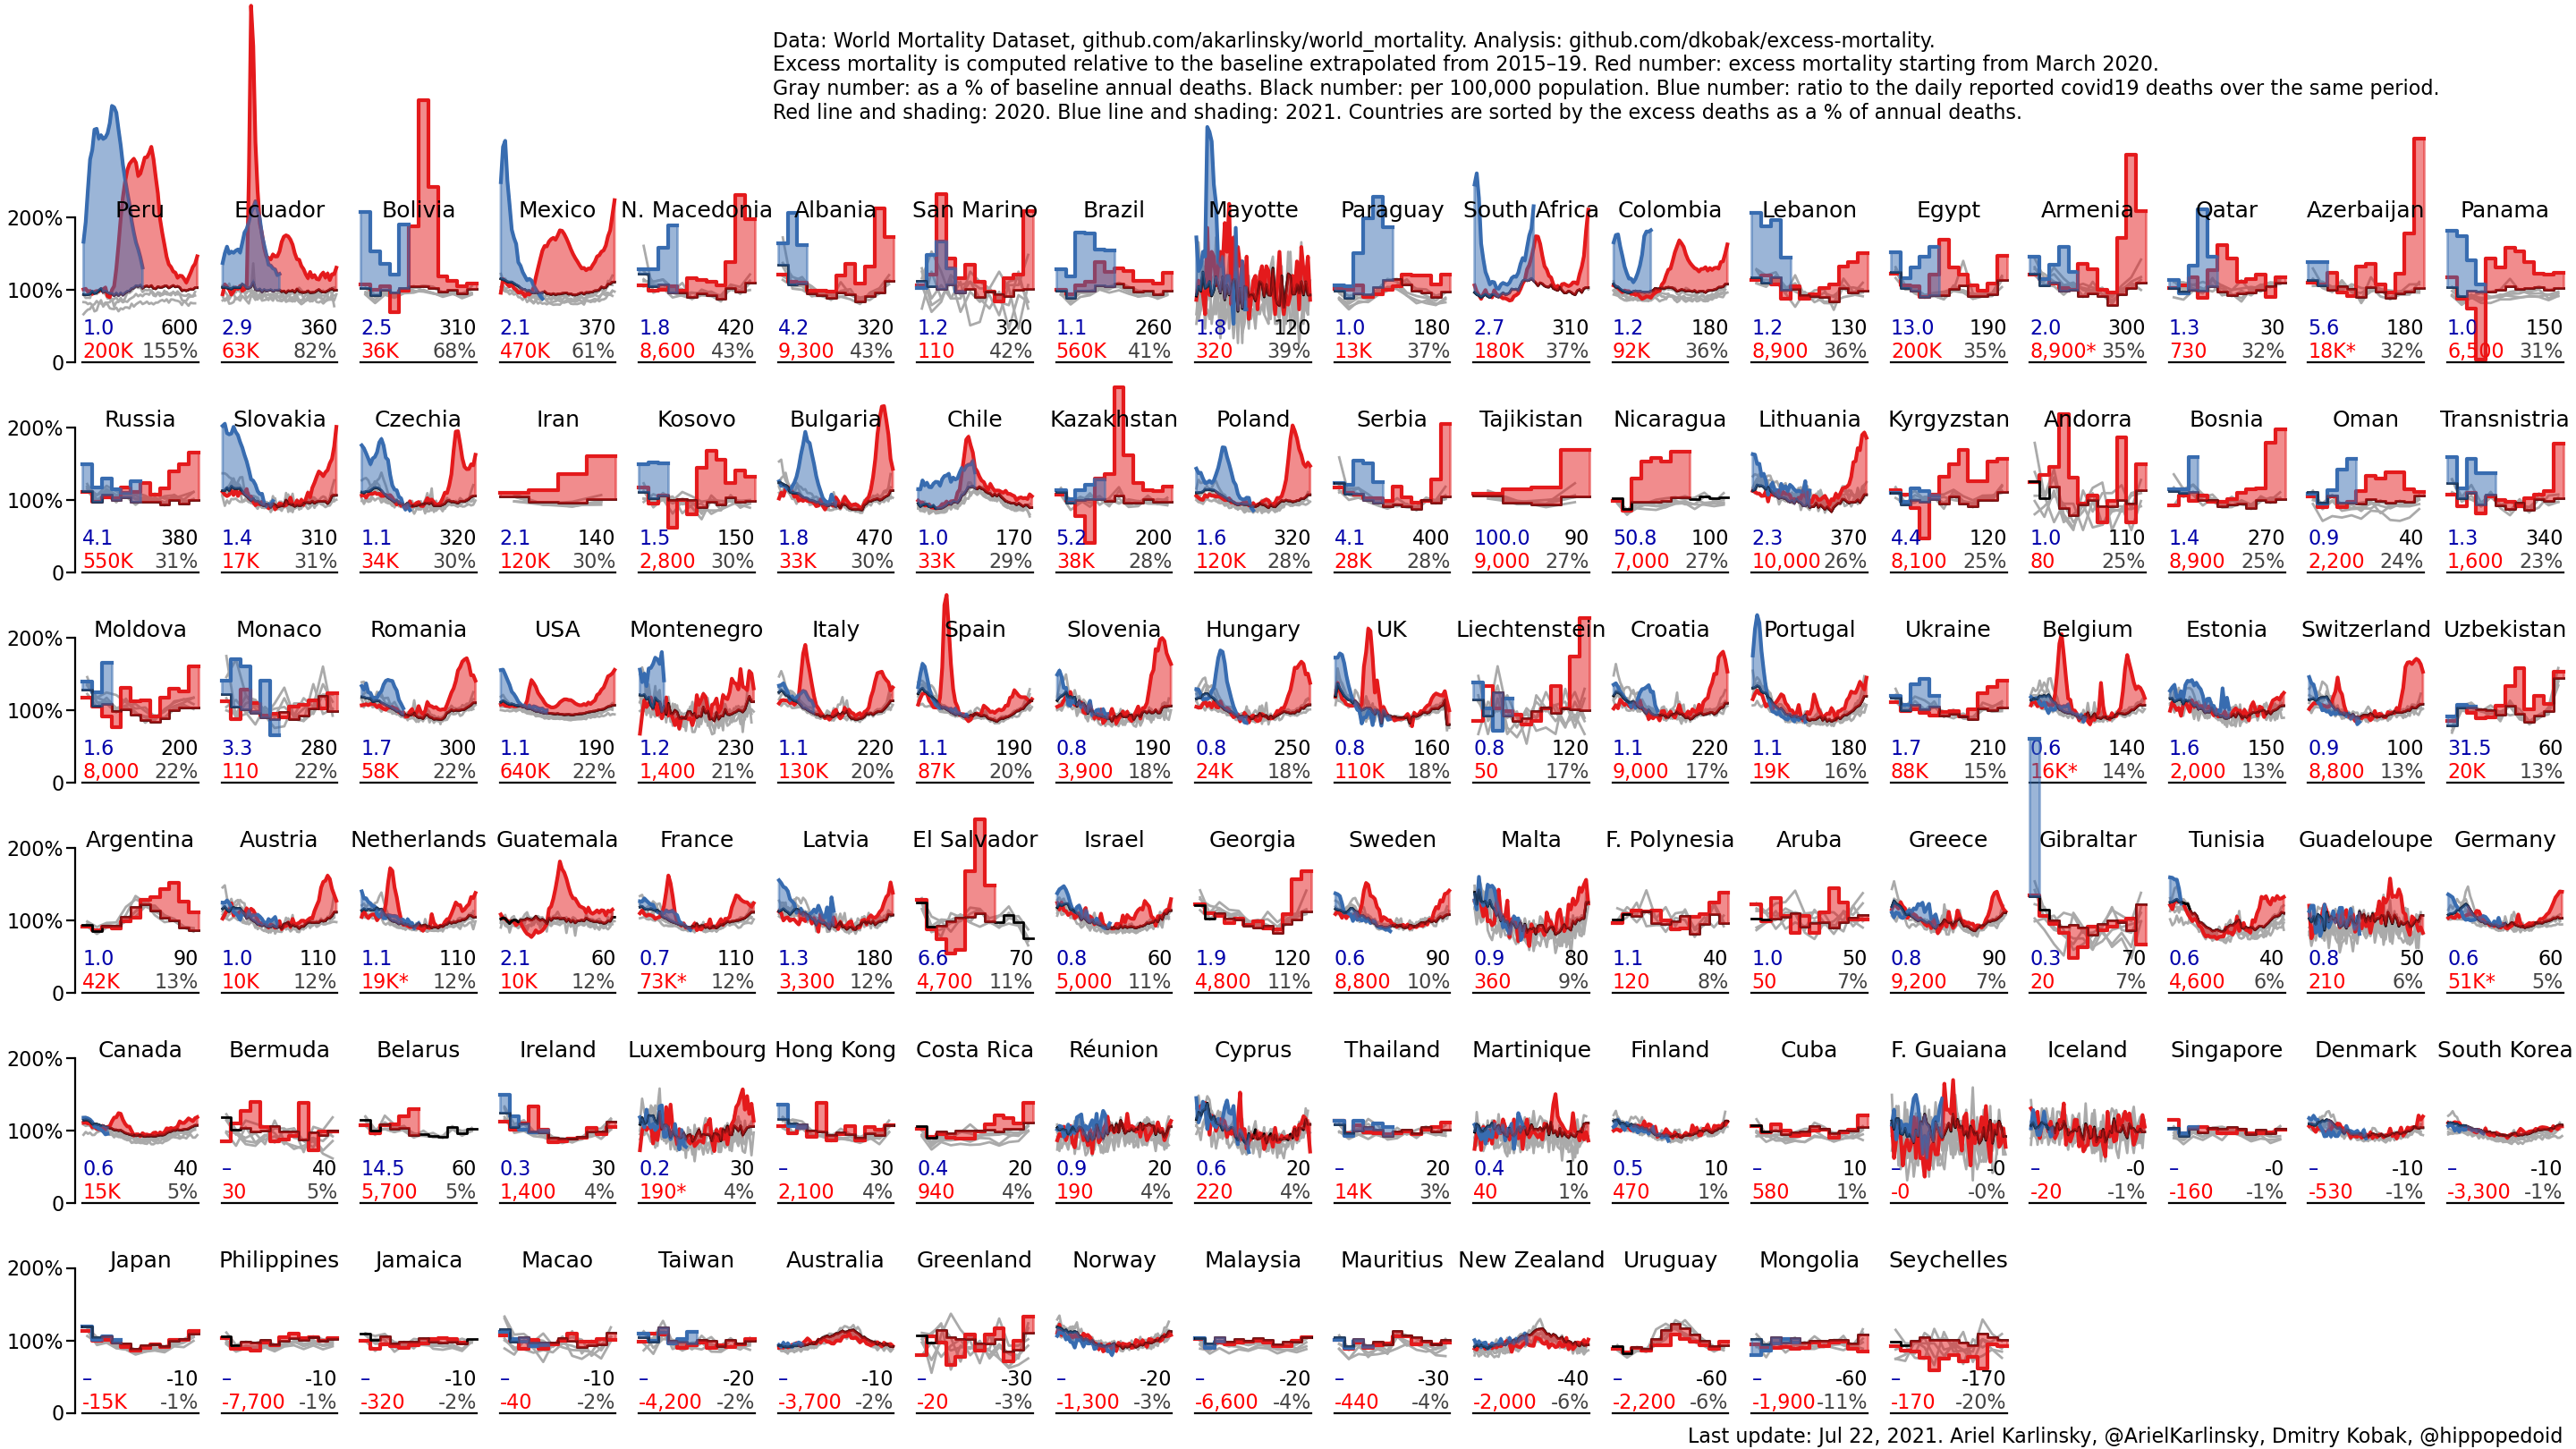 Data: World Mortality Dataset, github.com/akarlinsky/world_mortality. Analysis: github.com/dkobak/excess-mortality.
Excess mortality is computed relative to the baseline extrapolated from 2015–19. Red number: excess mortality starting from March 2020.
Gray number: as a % of baseline annual deaths. Black number: per 100,000 population. Blue number: ratio to the daily reported covid19 deaths over the same period.
Red line and shading: 2020. Blue line and shading: 2021. Countries are sorted by the excess deaths as a % of annual deaths.
Peru Ecuador Bolivia Mexico N. Macedonia Albania San Marino Brazil Mayotte Paraguay South Africa Colombia Lebanon Egypt Armenia Qatar Azerbaijan Panama
200%
100%
1.0 600 2.9 360 2.5 310 2.1 370 1.8 420 4.2 320 1.2 320 1.1 260 1.8 120 1.0 180 2.7 310 1.2 180 1.2 130 13.0 190 2.0 300 1.3 30 5.6 180 1.0 150
200K 155% 63K 82% 36K 68% 470K 61% 8,600 43% 9,300 43% 110 42% 560K 41% 320 39% 13K 37% 180K 37% 92K 36% 8,900 36% 200K 35% 8,900* 35% 730 32% 18K* 32% 6,500 31%
0
Russia Slovakia Czechia Iran Kosovo Bulgaria Chile Kazakhstan Poland Serbia Tajikistan Nicaragua Lithuania Kyrgyzstan Andorra Bosnia Oman Transnistria
200%
100%
4.1 380 1.4 310 1.1 320 2.1 140 1.5 150 1.8 470 1.0 170 5.2 200 1.6 320 4.1 400 100.0 90 50.8 100 2.3 370 4.4 120 1.0 110 1.4 270 0.9 40 1.3 340
550K 31% 17K 31% 34K 30% 120K 30% 2,800 30% 33K 30% 33K 29% 38K 28% 120K 28% 28K 28% 9,000 27% 7,000 27% 10,000 26% 8,100 25% 80 25% 8,900 25% 2,200 24% 1,600 23%
0
Moldova Monaco Romania USA Montenegro Italy Spain Slovenia Hungary UK Liechtenstein Croatia Portugal Ukraine Belgium Estonia Switzerland Uzbekistan
200%
100%
1.6 200 3.3 280 1.7 300 1.1 190 1.2 230 1.1 220 1.1 190 0.8 190 0.8 250 0.8 160 0.8 120 1.1 220 1.1 180 1.7 210 0.6 140 1.6 150 0.9 100 31.5 60
8,000 22% 110 22% 58K 22% 640K 22% 1,400 21% 130K 20% 87K 20% 3,900 18% 24K 18% 110K 18% 50 17% 9,000 17% 19K 16% 88K 15% 16K* 14% 2,000 13% 8,800 13% 20K 13%
0
Argentina Austria Netherlands Guatemala France Latvia El Salvador Israel Georgia Sweden Malta F. Polynesia Aruba Greece Gibraltar Tunisia Guadeloupe Germany
200%
100%
1.0 90 1.0 110 1.1 110 2.1 60 0.7 110 1.3 180 6.6 70 0.8 60 1.9 120 0.6 90 0.9 80 1.1 40 1.0 50 0.8 90 0.3 70 0.6 40 0.8 50 0.6 60
42K 13% 10K 12% 19K* 12% 10K 12% 73K* 12% 3,300 12% 4,700 11% 5,000 11% 4,800 11% 8,800 10% 360 9% 120 8% 50 7% 9,200 7% 20 7% 4,600 6% 210 6% 51K* 5%
0
Canada Bermuda Belarus Ireland Luxembourg Hong Kong Costa Rica Réunion Cyprus Thailand Martinique Finland Cuba F. Guaiana Iceland Singapore Denmark South Korea
200%
100%
0.6 40 – 40 14.5 60 0.3 30 0.2 30 – 30 0.4 20 0.9 20 0.6 20 – 20 0.4 10 0.5 10 – 10 – -0 – -0 – -0 – -10 – -10
15K 5% 30 5% 5,700 5% 1,400 4% 190* 4% 2,100 4% 940 4% 190 4% 220 4% 14K 3% 40 1% 470 1% 580 1% -0 -0% -20 -1% -160 -1% -530 -1% -3,300 -1%
0
Japan Philippines Jamaica Macao Taiwan Australia Greenland Norway Malaysia Mauritius New Zealand Uruguay Mongolia Seychelles
200%
100%
– -10 – -10 – -10 – -10 – -20 – -10 – -30 – -20 – -20 – -30 – -40 – -60 – -60 – -170
-15K -1% -7,700 -1% -320 -2% -40 -2% -4,200 -2% -3,700 -2% -20 -3% -1,300 -3% -6,600 -4% -440 -4% -2,000 -6% -2,200 -6% -1,900 -11% -170 -20%
0
Last update: Jul 22, 2021. Ariel Karlinsky, @ArielKarlinsky, Dmitry Kobak, @hippopedoid